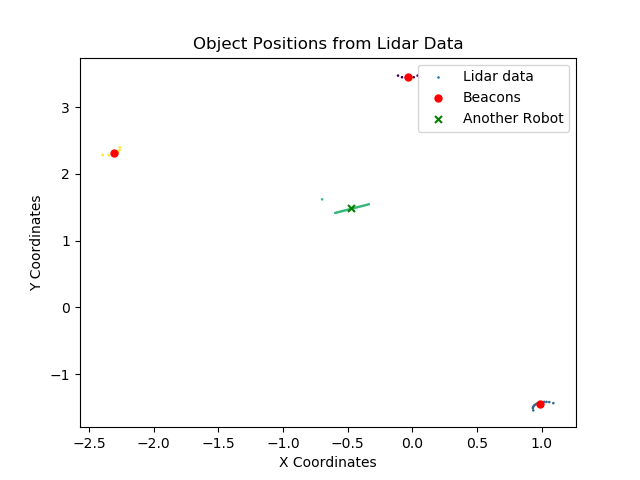 Object Positions from Lidar Data
Lidar data
Beacons
Another Robot
3
2
1
0
−1
Y Coordinates
−2.5 −2.0 −1.5 −1.0 −0.5 0.0 0.5 1.0
X Coordinates